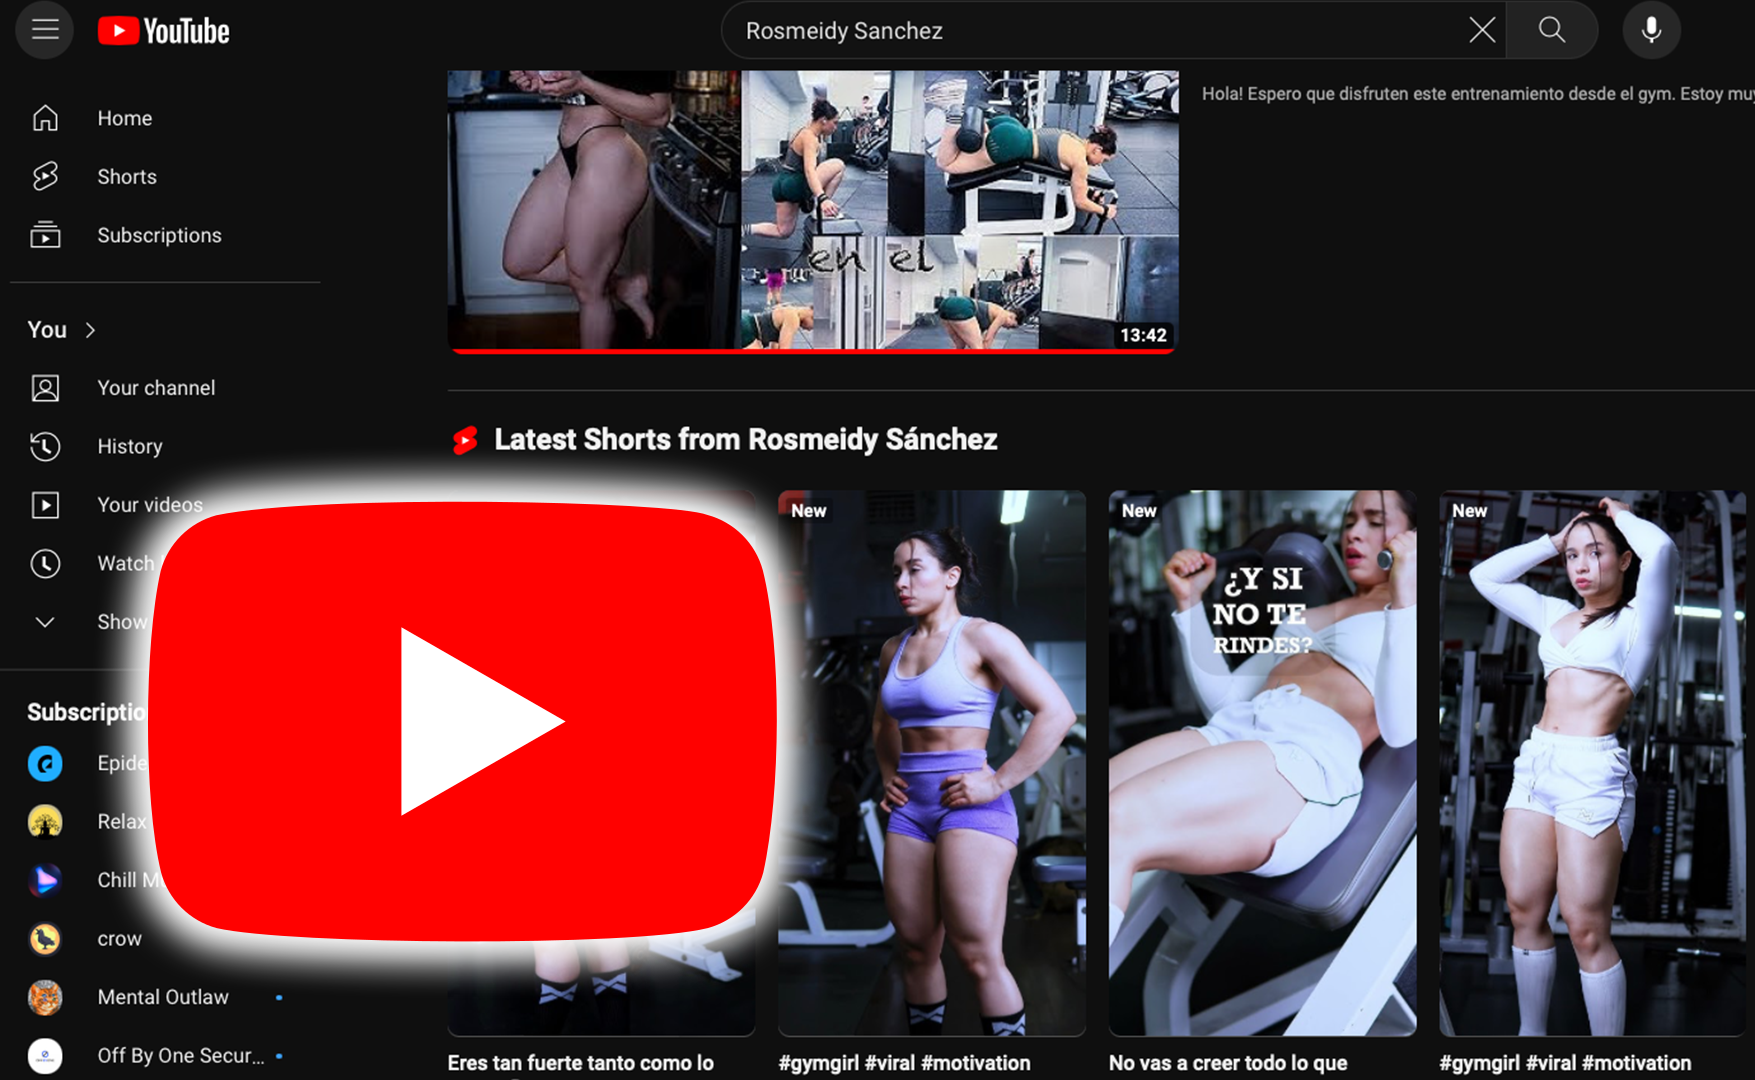 YouTube
Rosmeidy Sanchez
Home
Shorts
Subscriptions
You
Your channel
History
Your videos
Watch
Show
Subscriptio
Epide
Relax
Chill M
crow
Mental Outlaw
Off By One Secur...
en el
13:42
Hola! Espero que disfruten este entrenamiento desde el gym. Estoy muy
Latest Shorts from Rosmeidy Sánchez
New
New
¿Y SI
NO TE
RINDES?
New
Eres tan fuerte tanto como lo
#gymgirl #viral #motivation
No vas a creer todo lo que
#gymgirl #viral #motivation